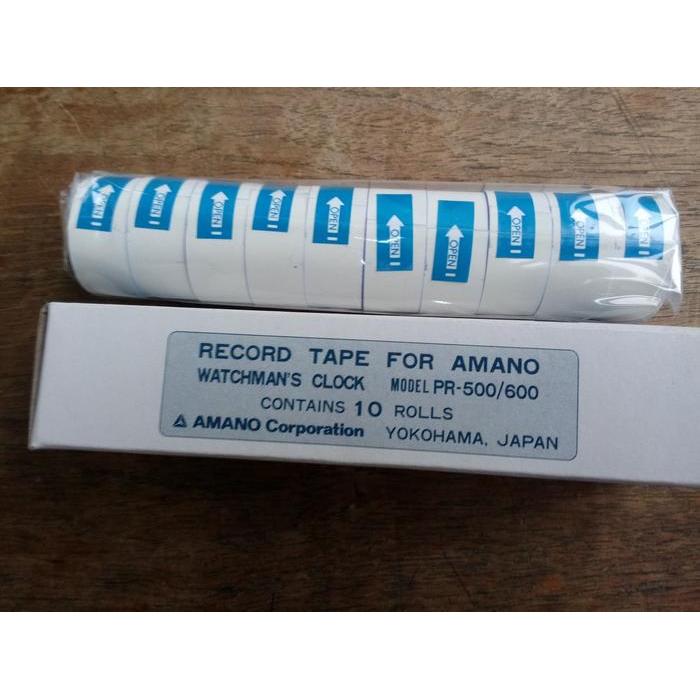 OPEN
OPEN
OPEN
OPEN
OPEN
OPEN
OPEN
OPEN
OPEN
OPEN
RECORD TAPE FOR AMANO
WATCHMAN'S CLOCK MODEL PR-500/600
CONTAINS 10 ROLLS
AMANO Corporation YOKOHAMA, JAPAN